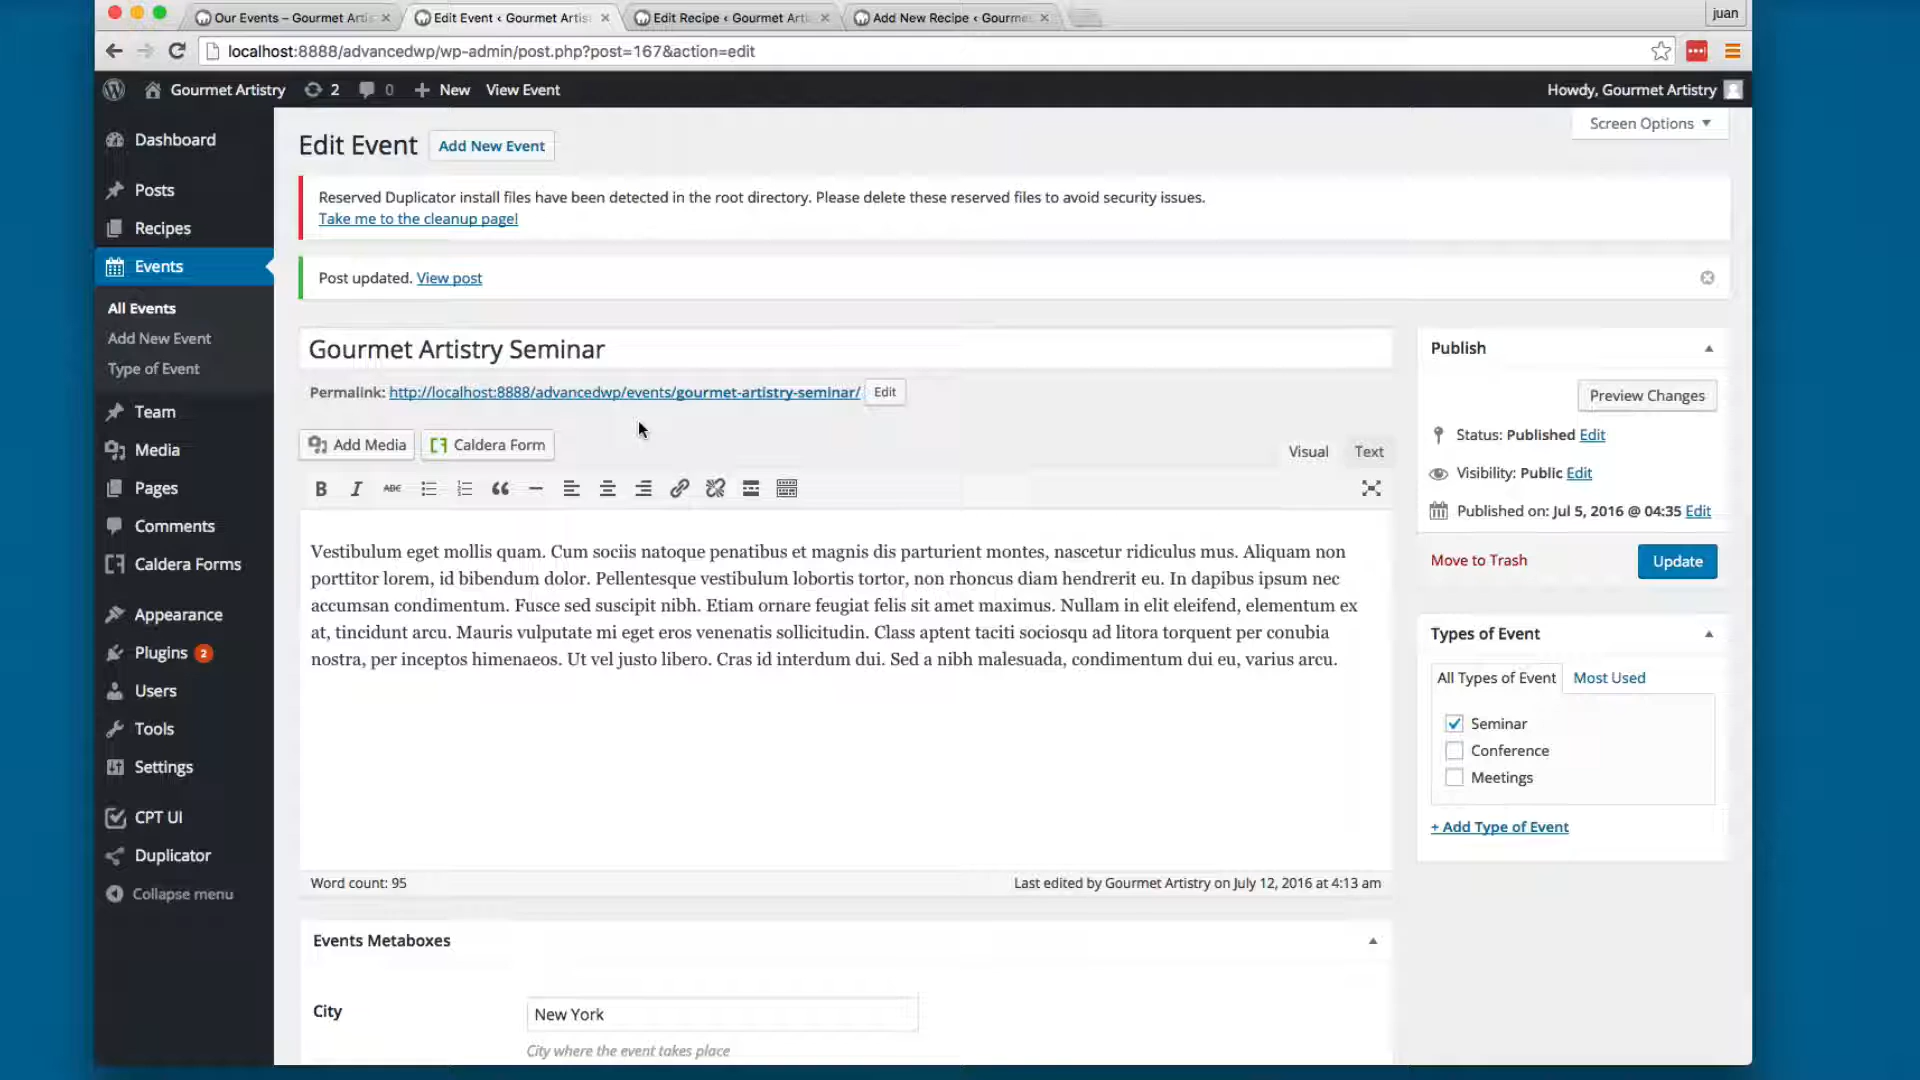 Our Events – Gourmet Artis
Edit Event ‹ Gourmet Artis
Edit Recipe ‹ Gourmet Arti
Add New Recipe ‹ Gourme
juan
localhost:8888/advancedwp/wp-admin/post.php?post=167&action=edit
Gourmet Artistry 2 0 + New View Event Howdy, Gourmet Artistry
Dashboard
Posts
Recipes
Events
All Events
Add New Event
Type of Event
Team
Media
Pages
Comments
Caldera Forms
Appearance
Plugins 2
Users
Tools
Settings
CPT UI
Duplicator
Collapse menu
Screen Options
Edit Event Add New Event
Reserved Duplicator install files have been detected in the root directory. Please delete these reserved files to avoid security issues.
Take me to the cleanup page!
Post updated. View post
Gourmet Artistry Seminar
Permalink: http://localhost:8888/advancedwp/events/gourmet-artistry-seminar/ Edit
Add Media Caldera Form
Visual Text
B I ABC
Vestibulum eget mollis quam. Cum sociis natoque penatibus et magnis dis parturient montes, nascetur ridiculus mus. Aliquam non
porttitor lorem, id bibendum dolor. Pellentesque vestibulum lobortis tortor, non rhoncus diam hendrerit eu. In dapibus ipsum nec
accumsan condimentum. Fusce sed suscipit nibh. Etiam ornare feugiat felis sit amet maximus. Nullam in elit eleifend, elementum ex
at, tincidunt arcu. Mauris vulputate mi eget eros venenatis sollicitudin. Class aptent taciti sociosqu ad litora torquent per conubia
nostra, per inceptos himenaeos. Ut vel justo libero. Cras id interdum dui. Sed a nibh malesuada, condimentum dui eu, varius arcu.
Word count: 95
Last edited by Gourmet Artistry on July 12, 2016 at 4:13 am
Events Metaboxes
City
New York
City where the event takes place
Publish
Preview Changes
Status: Published Edit
Visibility: Public Edit
Published on: Jul 5, 2016 @ 04:35 Edit
Move to Trash
Update
Types of Event
All Types of Event Most Used
Seminar
Conference
Meetings
+ Add Type of Event